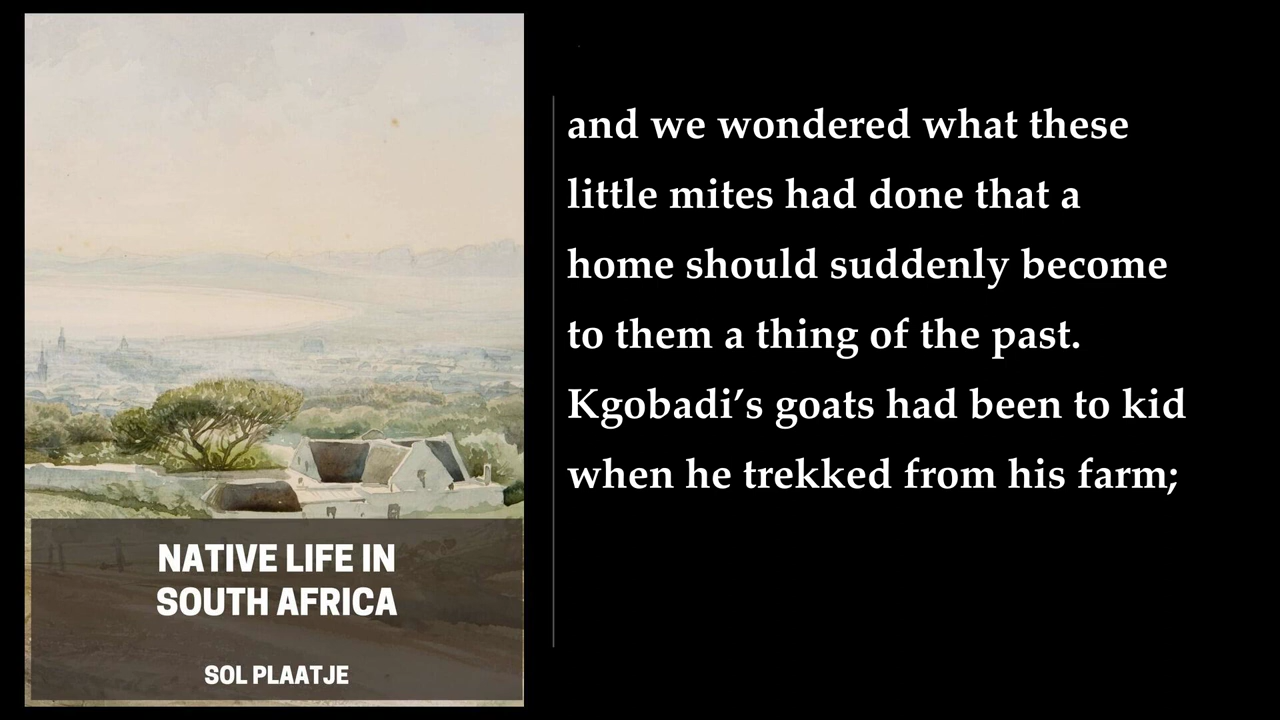 NATIVE LIFE IN
SOUTH AFRICA
SOL PLAATJE
and we wondered what these
little mites had done that a
home should suddenly become
to them a thing of the past.
Kgobadi’s goats had been to kid
when he trekked from his farm;